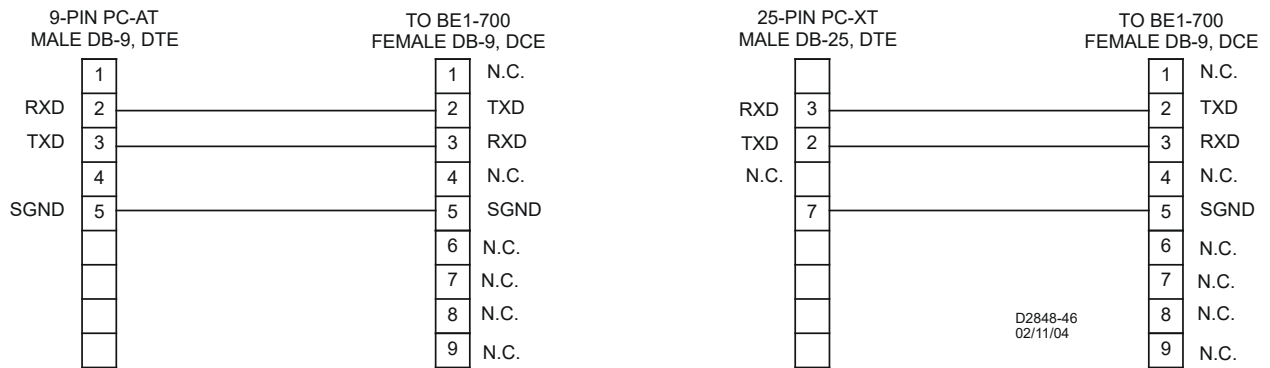 9-PIN PC-AT
MALE DB-9, DTE
TO BE1-700
FEMALE DB-9, DCE
1 1 N.C.
RXD 2 2 TXD
TXD 3 3 RXD
4 4 N.C.
SGND 5 5 SGND
6 N.C.
7 N.C.
8 N.C.
9 N.C.
25-PIN PC-XT
MALE DB-25, DTE
TO BE1-700
FEMALE DB-9, DCE
1 N.C.
RXD 3 2 TXD
TXD 2 3 RXD
N.C. 4 N.C.
7 5 SGND
6 N.C.
7 N.C.
8 N.C.
9 N.C.
D2848-46
02/11/04